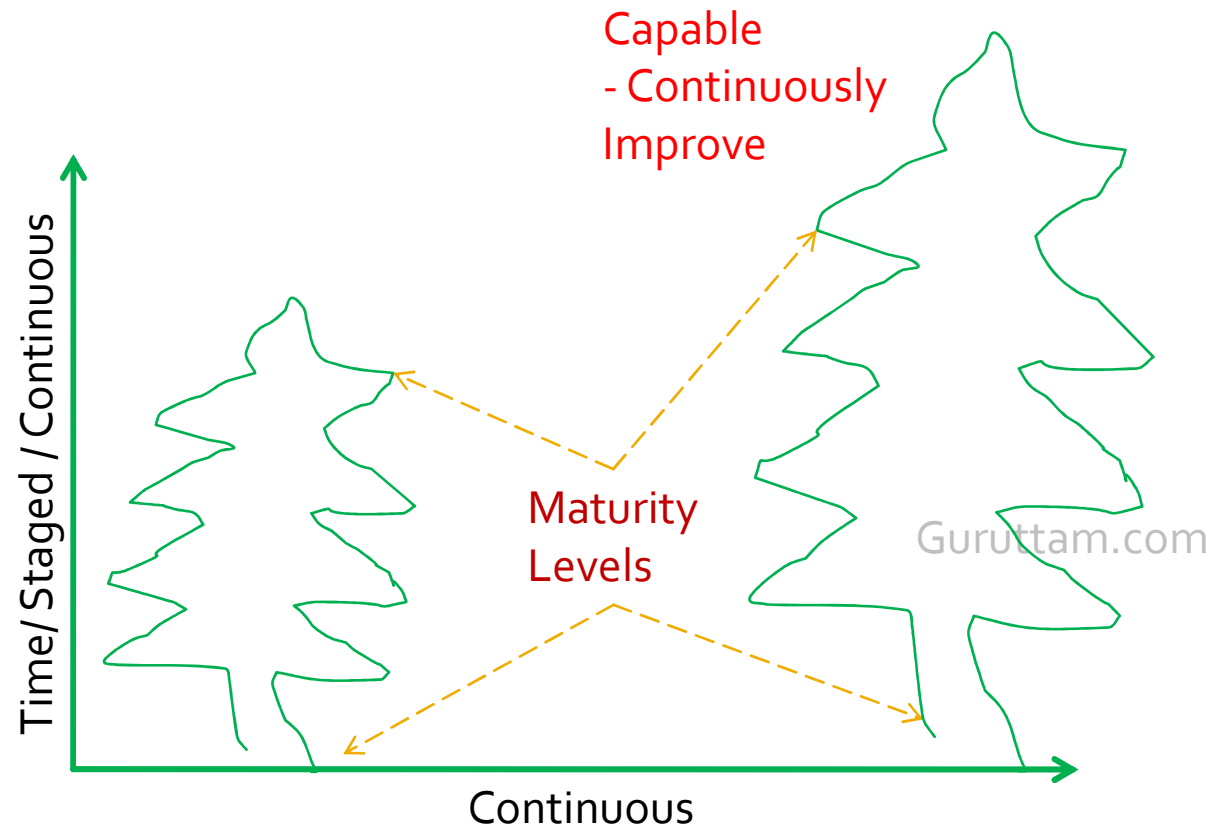 Capable
- Continuously
Improve
Time/ Staged / Continuous
Maturity
Levels
Guruttam.com
Continuous